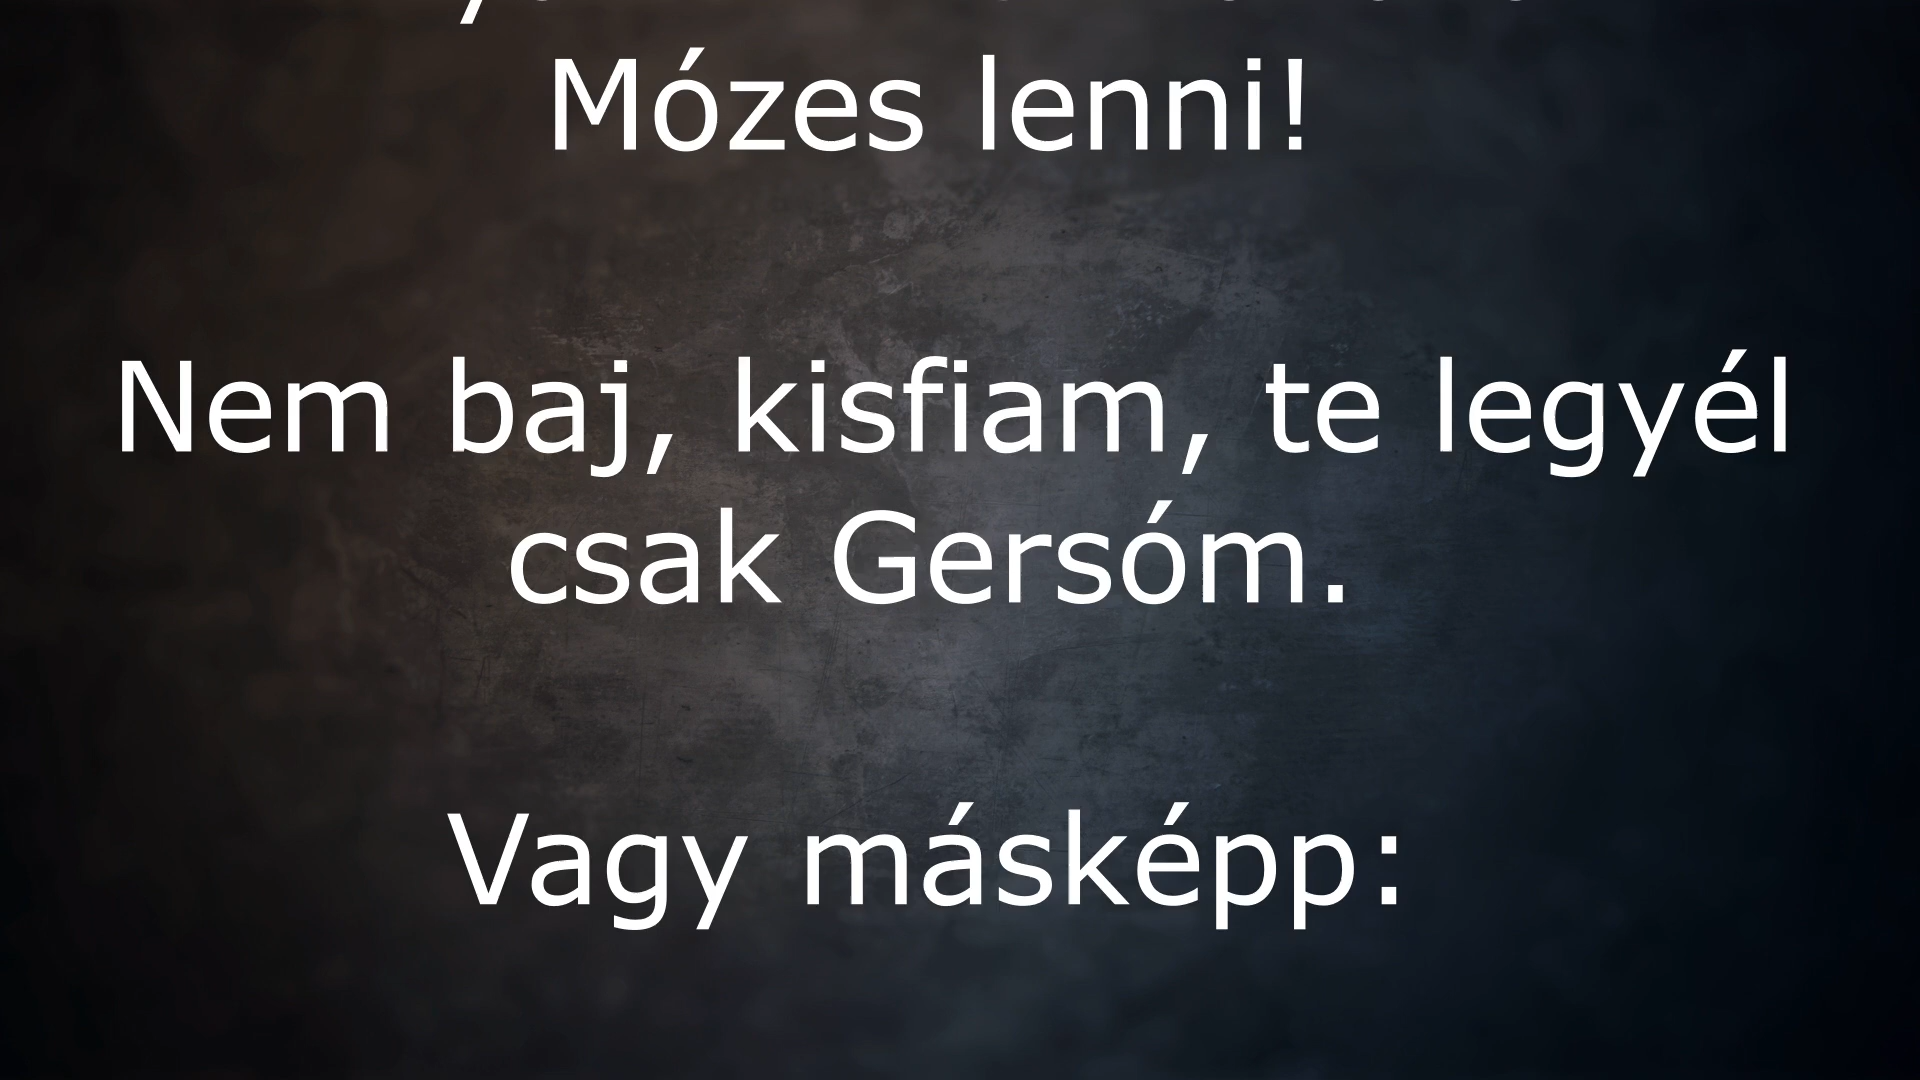 Mózes lenni!
Nem baj, kisfiam, te legyél
csak Gersóm.
Vagy másképp: